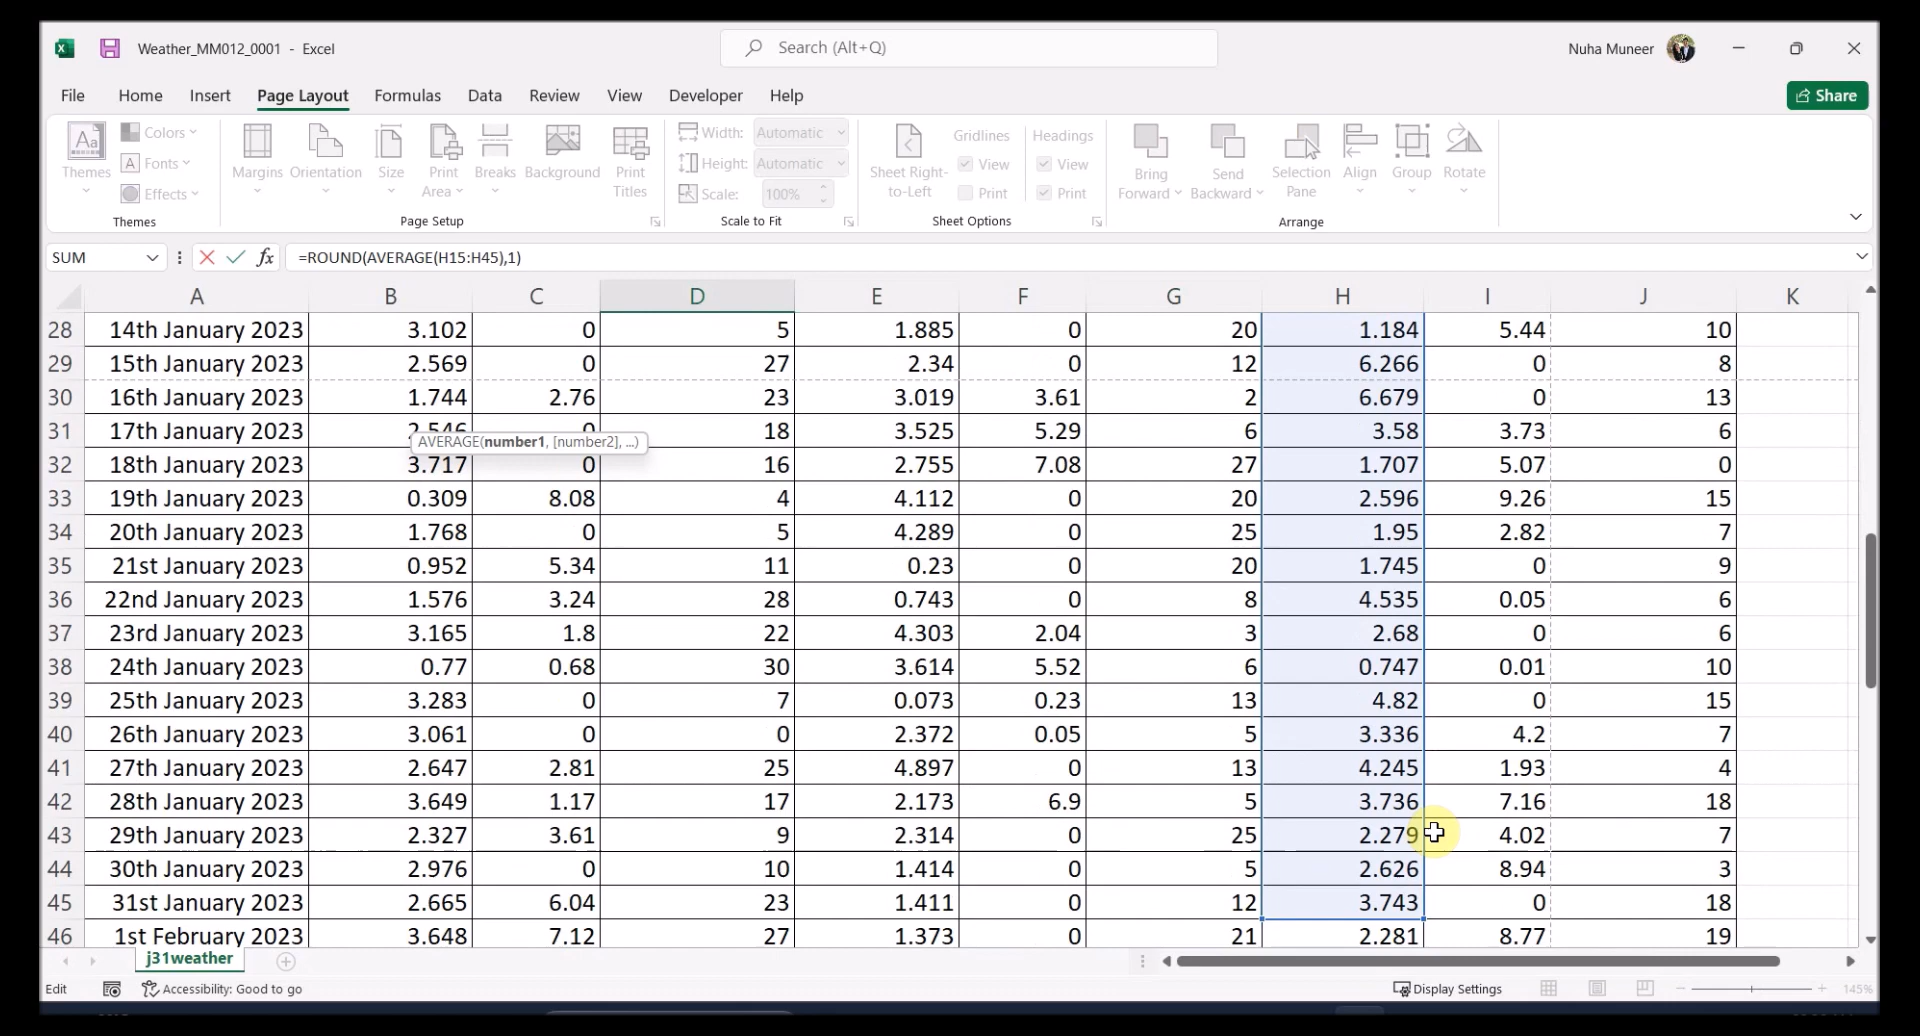 Weather_MM012_0001 - Excel
Search (Alt+Q)
Nuha Muneer
File Home Insert Page Layout Formulas Data Review View Developer Help
Share
Aa Colors Width: Automatic Gridlines Headings
A Fonts Height: Automatic View View
Themes Margins Orientation Size Print Area Breaks Background Print Titles Sheet Right-to-Left Bring Forward Send Backward Selection Pane Align Group Rotate
Effects Scale: 100% Print Print
Themes Page Setup Scale to Fit Sheet Options Arrange
SUM fx =ROUND(AVERAGE(H15:H45),1)
A B C D E F G H I J K
28 14th January 2023 3.102 0 5 1.885 0 20 1.184 5.44 10
29 15th January 2023 2.569 0 27 2.34 0 12 6.266 0 8
30 16th January 2023 1.744 2.76 23 3.019 3.61 2 6.679 0 13
31 17th January 2023 2.546 0 18 3.525 5.29 6 3.58 3.73 6
AVERAGE(number1, [number2], ...)
32 18th January 2023 3.717 0 16 2.755 7.08 27 1.707 5.07 0
33 19th January 2023 0.309 8.08 4 4.112 0 20 2.596 9.26 15
34 20th January 2023 1.768 0 5 4.289 0 25 1.95 2.82 7
35 21st January 2023 0.952 5.34 11 0.23 0 20 1.745 0 9
36 22nd January 2023 1.576 3.24 28 0.743 0 8 4.535 0.05 6
37 23rd January 2023 3.165 1.8 22 4.303 2.04 3 2.68 0 6
38 24th January 2023 0.77 0.68 30 3.614 5.52 6 0.747 0.01 10
39 25th January 2023 3.283 0 7 0.073 0.23 13 4.82 0 15
40 26th January 2023 3.061 0 0 2.372 0.05 5 3.336 4.2 7
41 27th January 2023 2.647 2.81 25 4.897 0 13 4.245 1.93 4
42 28th January 2023 3.649 1.17 17 2.173 6.9 5 3.736 7.16 18
43 29th January 2023 2.327 3.61 9 2.314 0 25 2.279 4.02 7
44 30th January 2023 2.976 0 10 1.414 0 5 2.626 8.94 3
45 31st January 2023 2.665 6.04 23 1.411 0 12 3.743 0 18
46 1st February 2023 3.648 7.12 27 1.373 0 21 2.281 8.77 19
j31weather
Edit Accessibility: Good to go Display Settings 145%